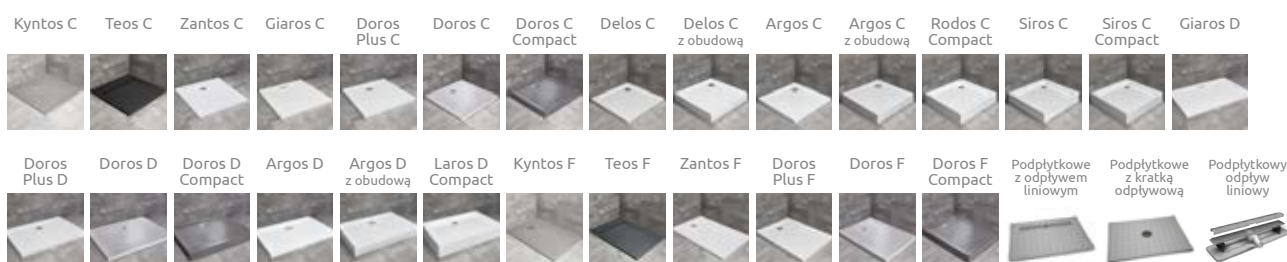 Kyntos C
Teos C
Zantos C
Giaros C
Doros
Plus C
Doros C
Doros C
Compact
Delos C
Delos C
z obudową
Argos C
Argos C
z obudową
Rodos C
Compact
Siros C
Siros C
Compact
Giaros D
Doros
Plus D
Doros D
Doros D
Compact
Argos D
Argos D
z obudową
Laros D
Compact
Kyntos F
Teos F
Zantos F
Doros
Plus F
Doros F
Doros F
Compact
Podpłytkowe
z odpływem
liniowym
Podpłytkowe
z kratką
odpływową
Podpłytkowy
odpływ
liniowy